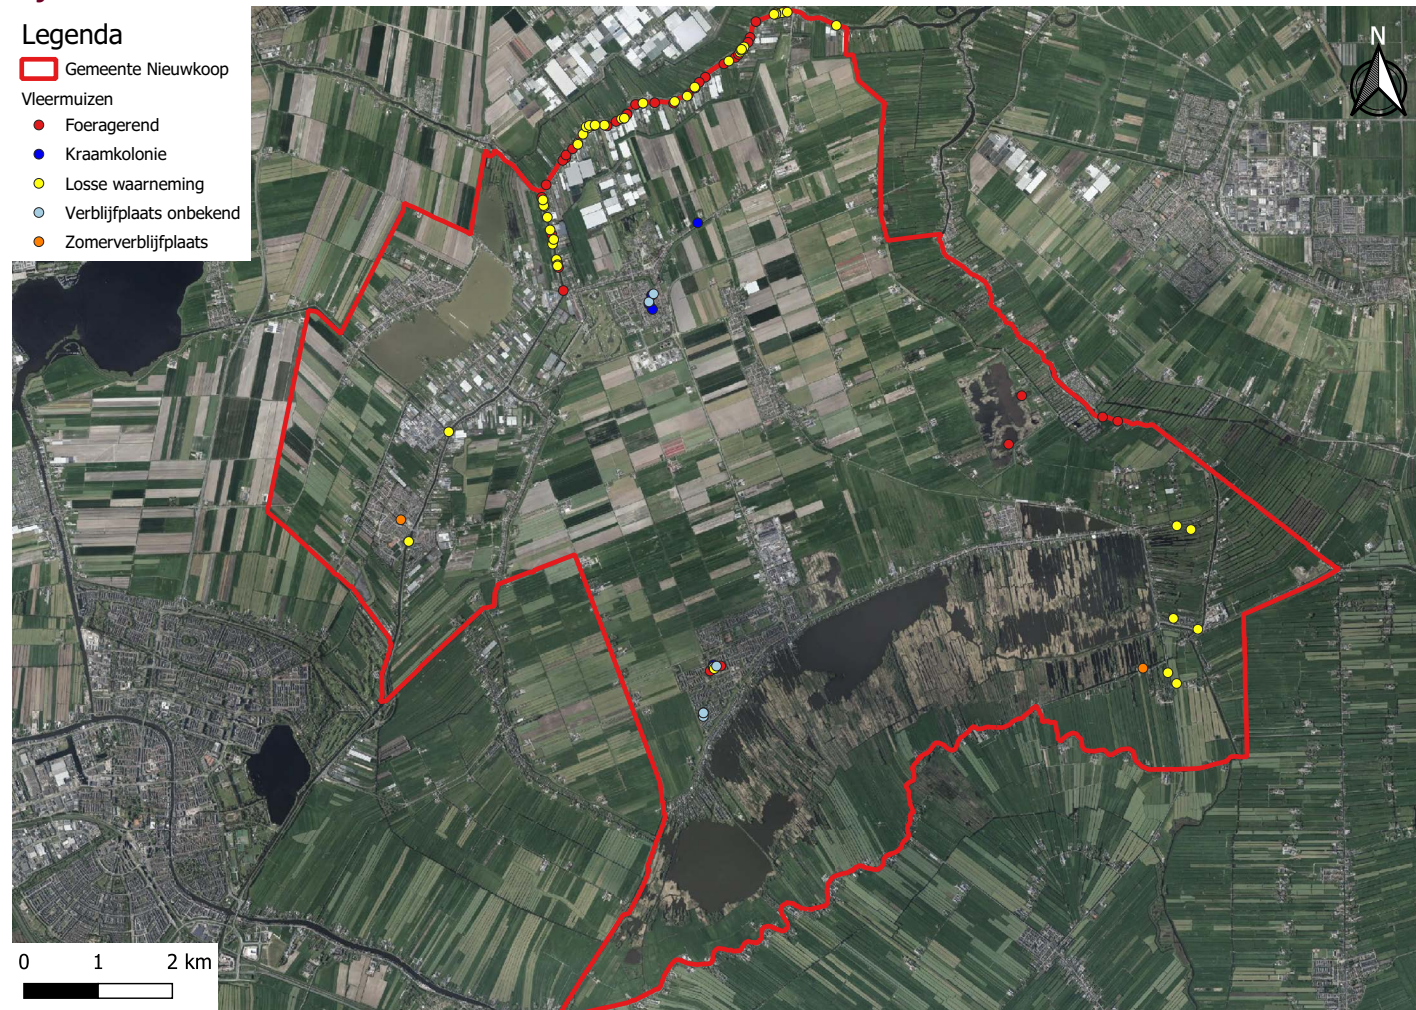 Legenda
Gemeente Nieuwkoop
Vleermuizen
Foeragerend
Kraamkolonie
Losse waarneming
Verblijfplaats onbekend
Zomerverblijfplaats
N
0 1 2 km